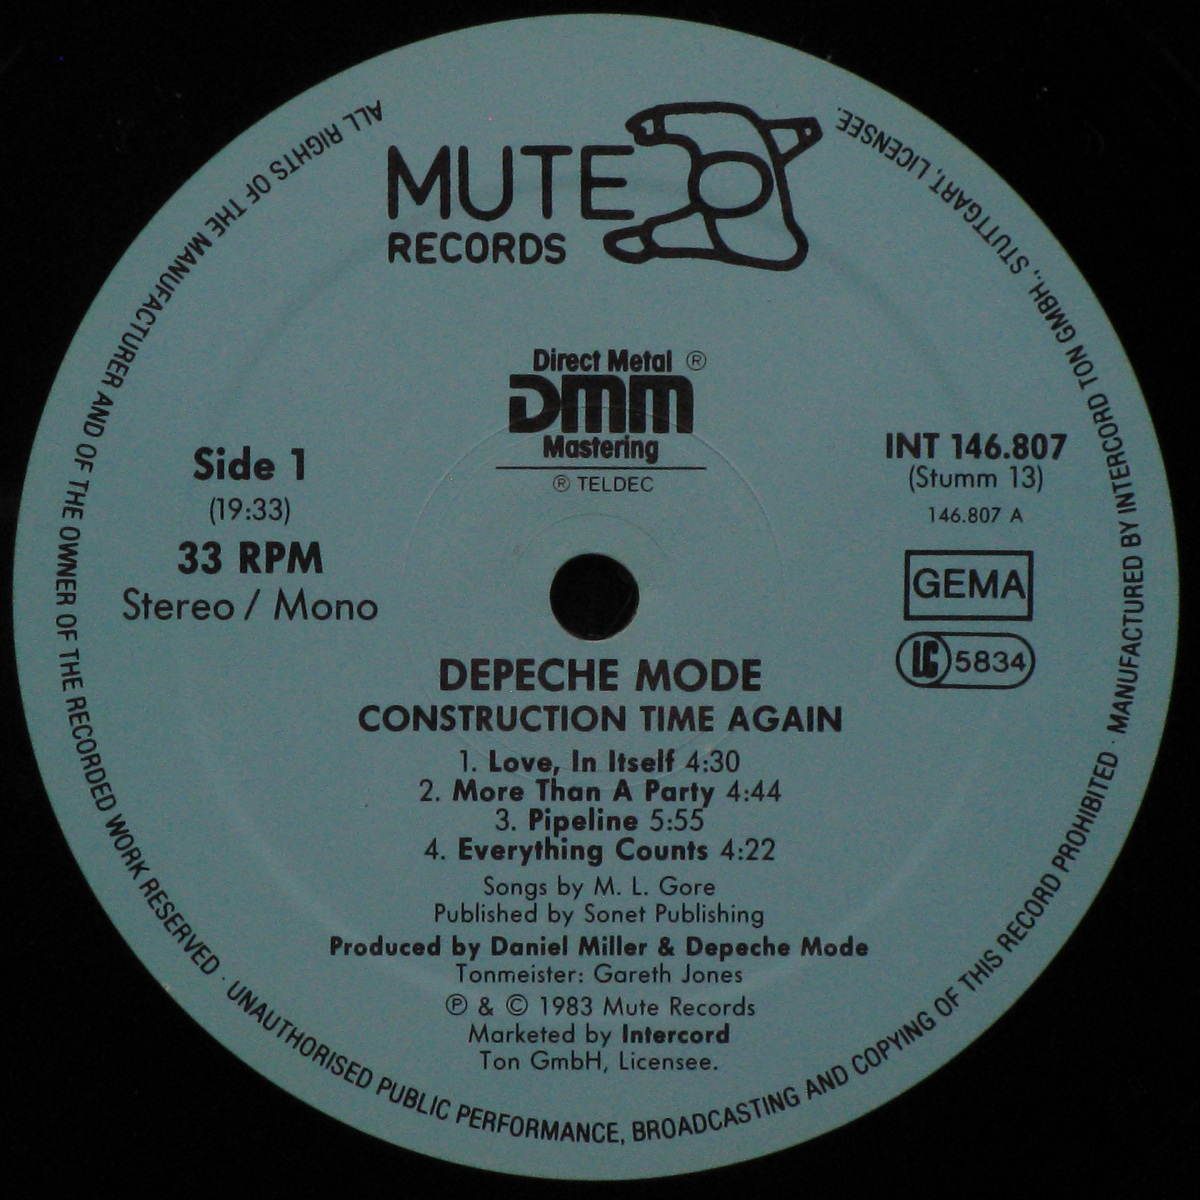 MUTE
RECORDS
Direct Metal ®
DMM
Mastering
® TELDEC
Side 1
(19:33)
33 RPM
Stereo / Mono
INT 146.807
(Stumm 13)
146.807 A
GEMA
LC 5834
DEPECHE MODE
CONSTRUCTION TIME AGAIN
1. Love, In Itself 4:30
2. More Than A Party 4:44
3. Pipeline 5:55
4. Everything Counts 4:22
Songs by M. L. Gore
Published by Sonet Publishing
Produced by Daniel Miller & Depeche Mode
Tonmeister: Gareth Jones
℗ & © 1983 Mute Records
Marketed by Intercord
Ton GmbH, Licensee.
ALL RIGHTS OF THE MANUFACTURER AND OF THE OWNER OF THE RECORDED WORK RESERVED · UNAUTHORISED PUBLIC PERFORMANCE, BROADCASTING AND COPYING OF THIS RECORD PROHIBITED · MANUFACTURED BY INTERCORD TON GMBH., STUTTGART, LICENSEE.